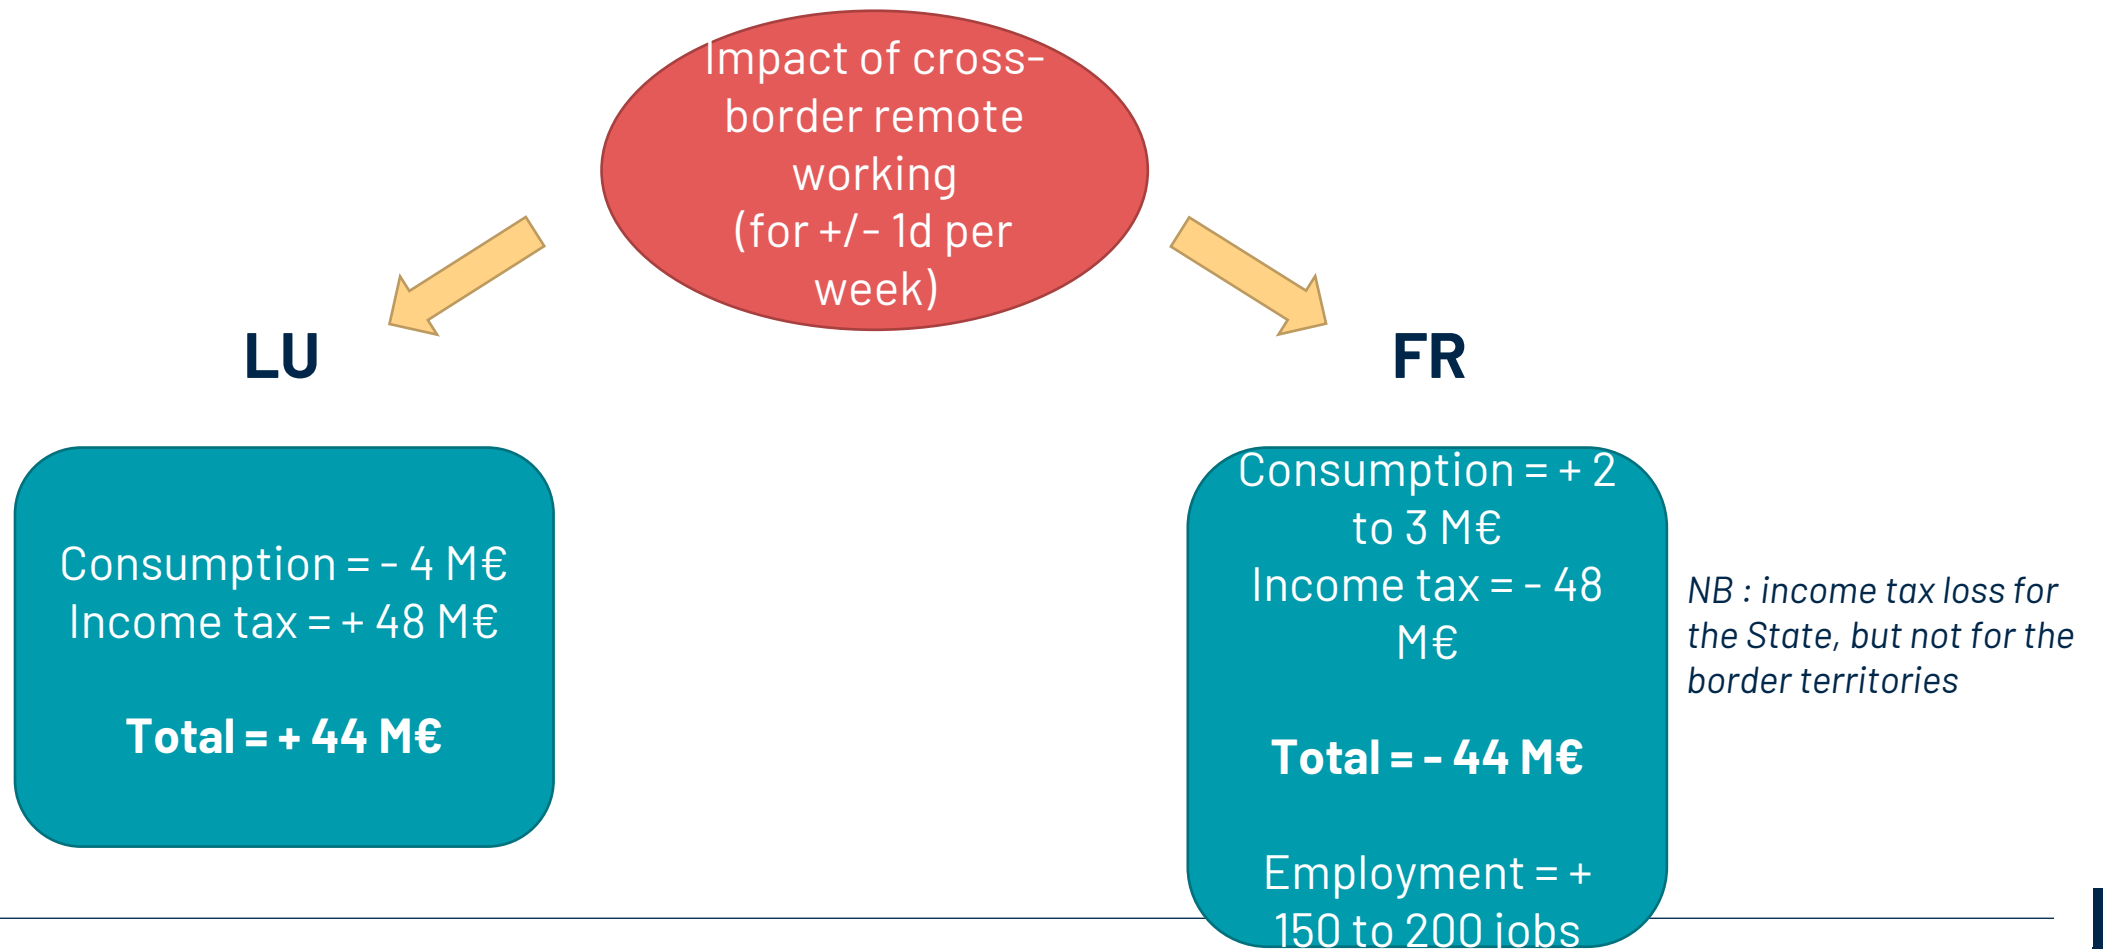 Impact of cross-
border remote
working
(for +/- 1d per
week)
LU
FR
Consumption = - 4 M€
Income tax = + 48 M€
Total = + 44 M€
Consumption = + 2
to 3 M€
Income tax = - 48
M€
Total = - 44 M€
Employment = +
150 to 200 jobs
NB : income tax loss for
the State, but not for the
border territories